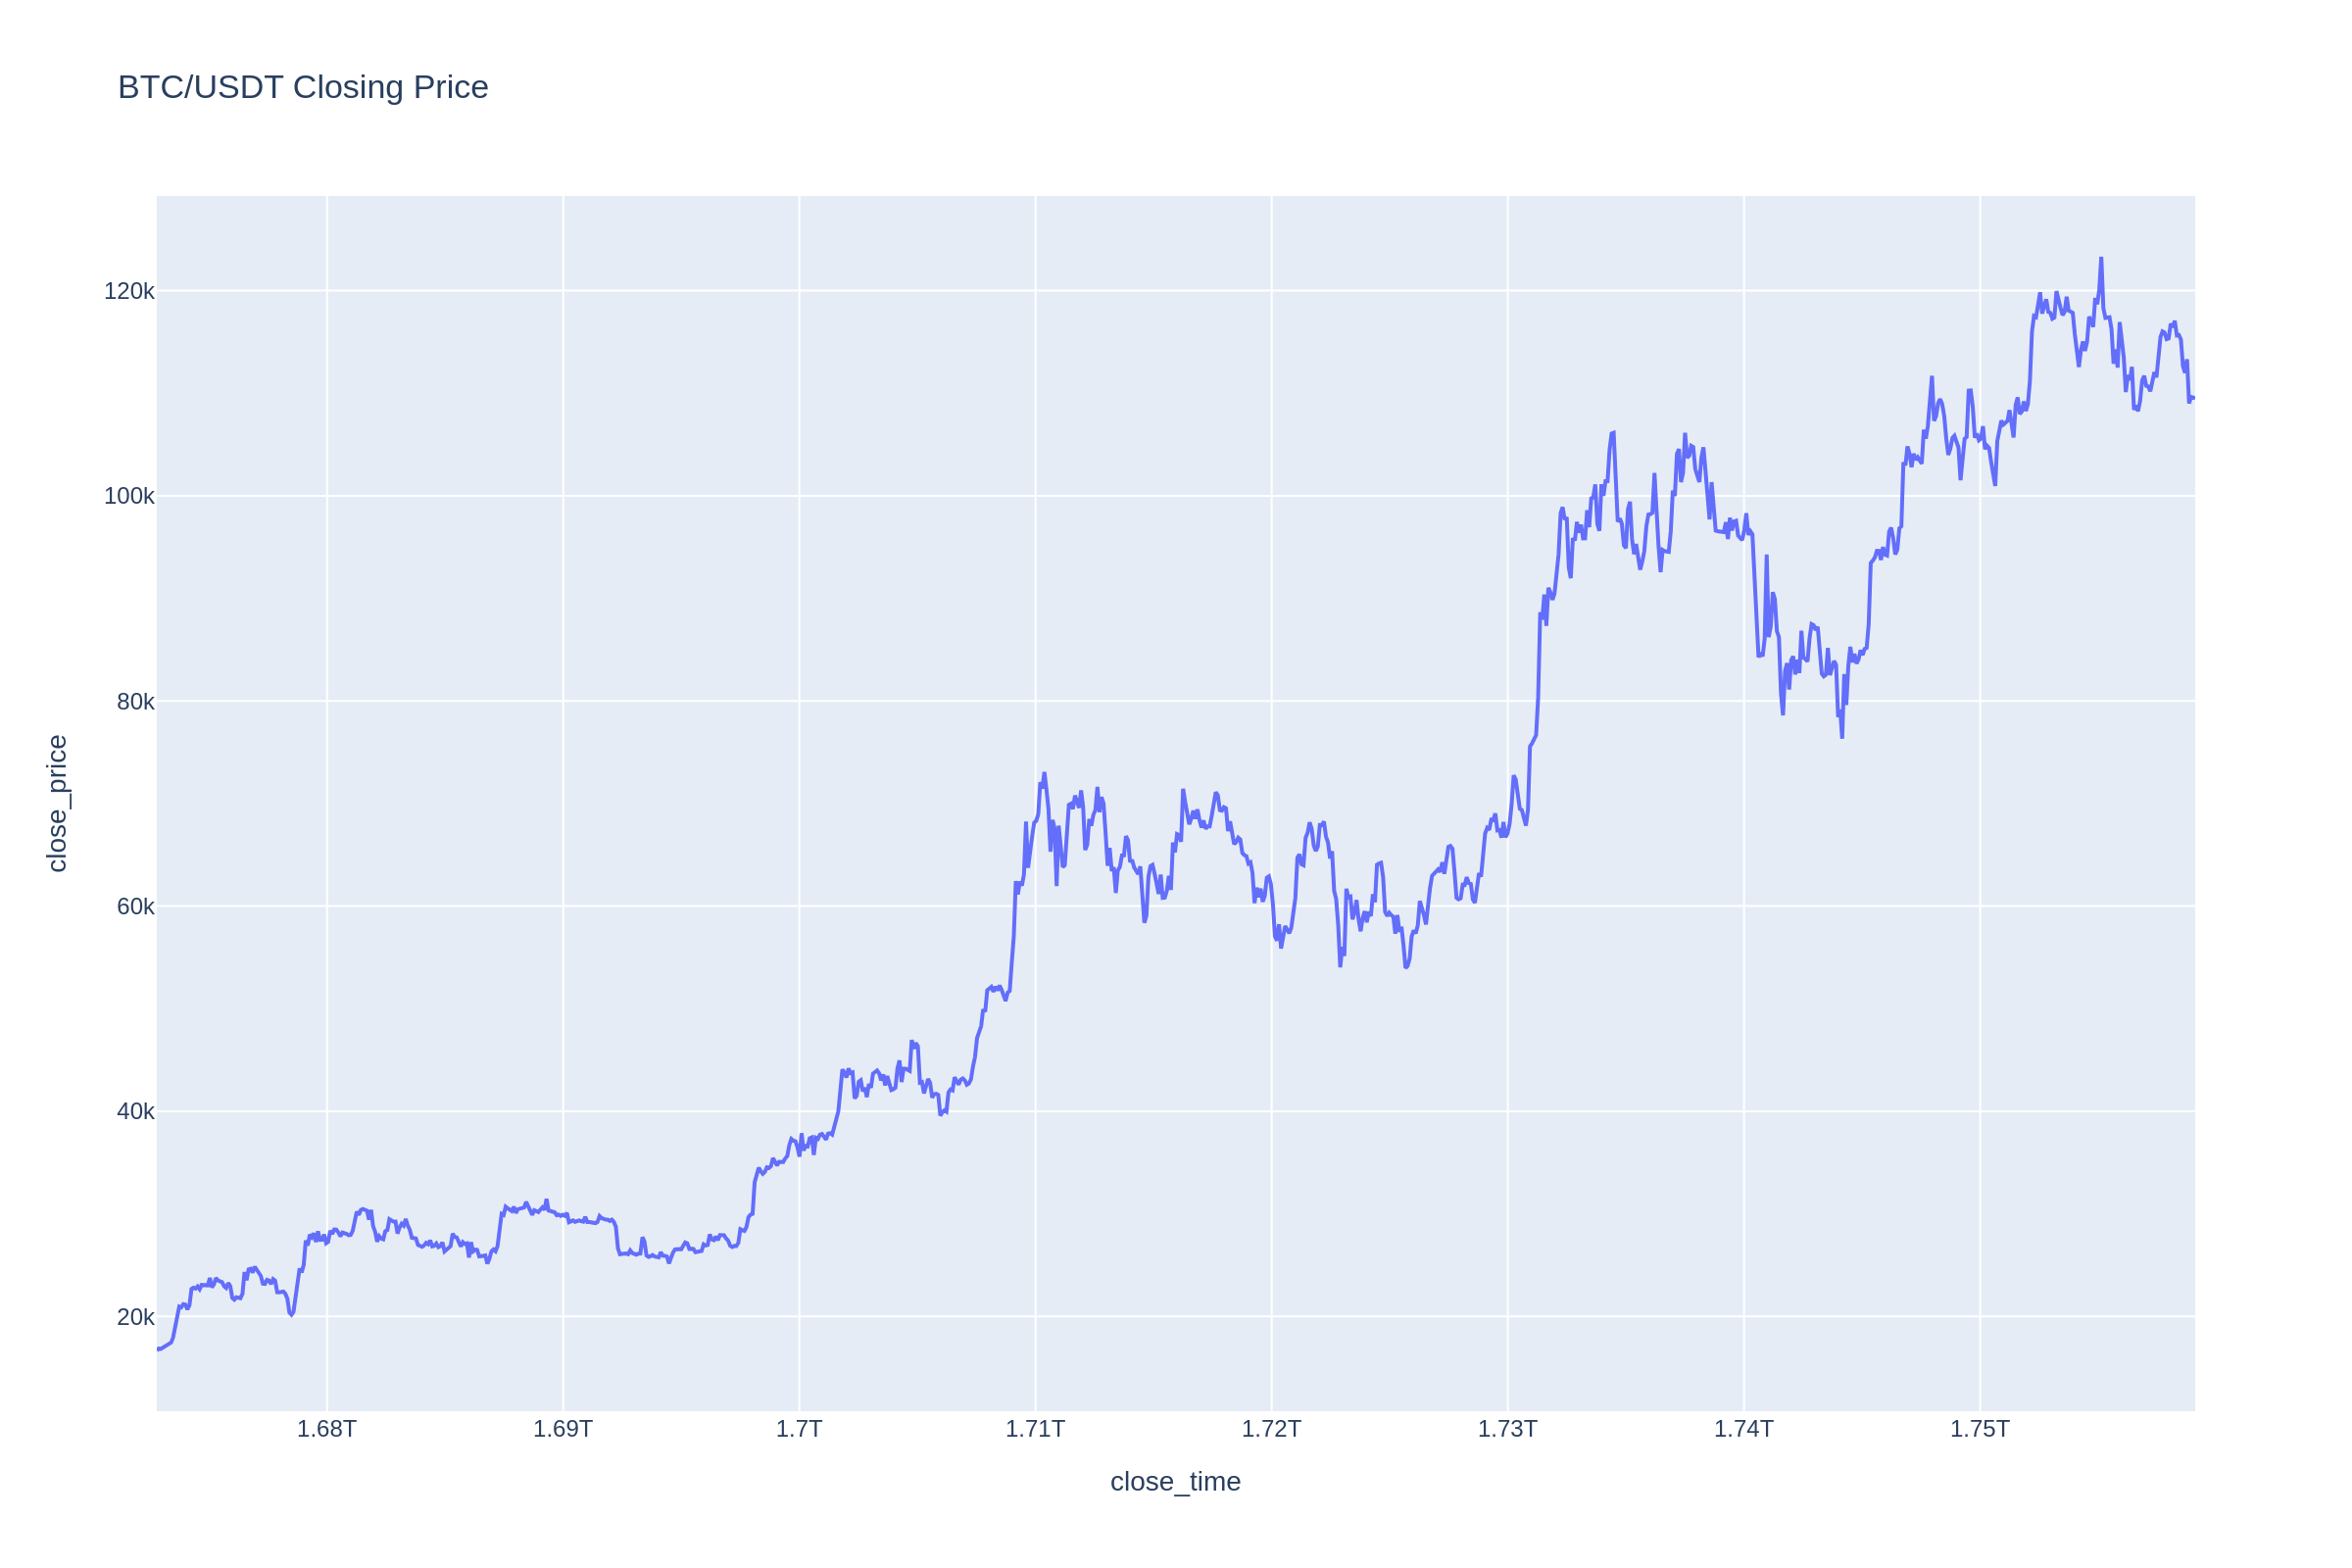 BTC/USDT Closing Price
120k
100k
80k
60k
40k
20k
close_price
1.68T 1.69T 1.7T 1.71T 1.72T 1.73T 1.74T 1.75T
close_time